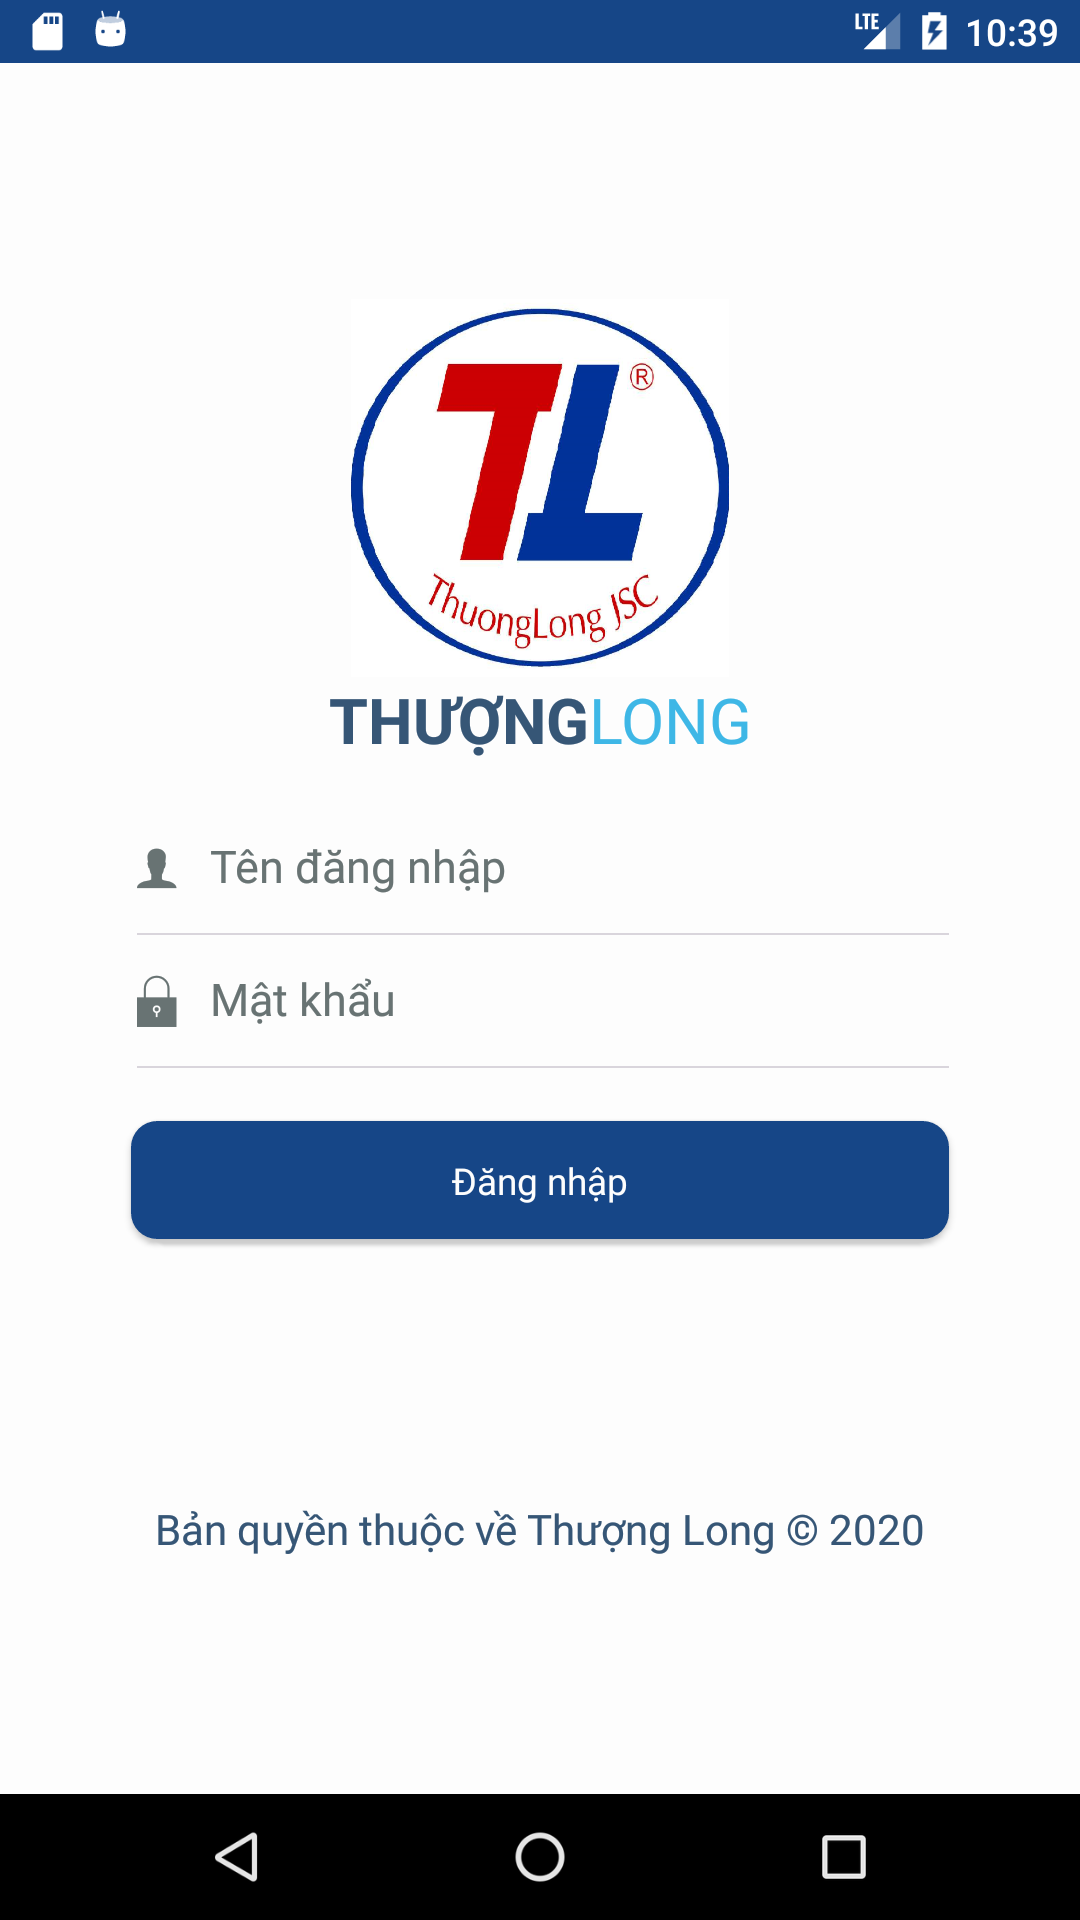 LTE 10:39
TL ®
ThuongLong JSC
THƯỢNGLONG
Tên đăng nhập
Mật khẩu
Đăng nhập
Bản quyền thuộc về Thượng Long © 2020